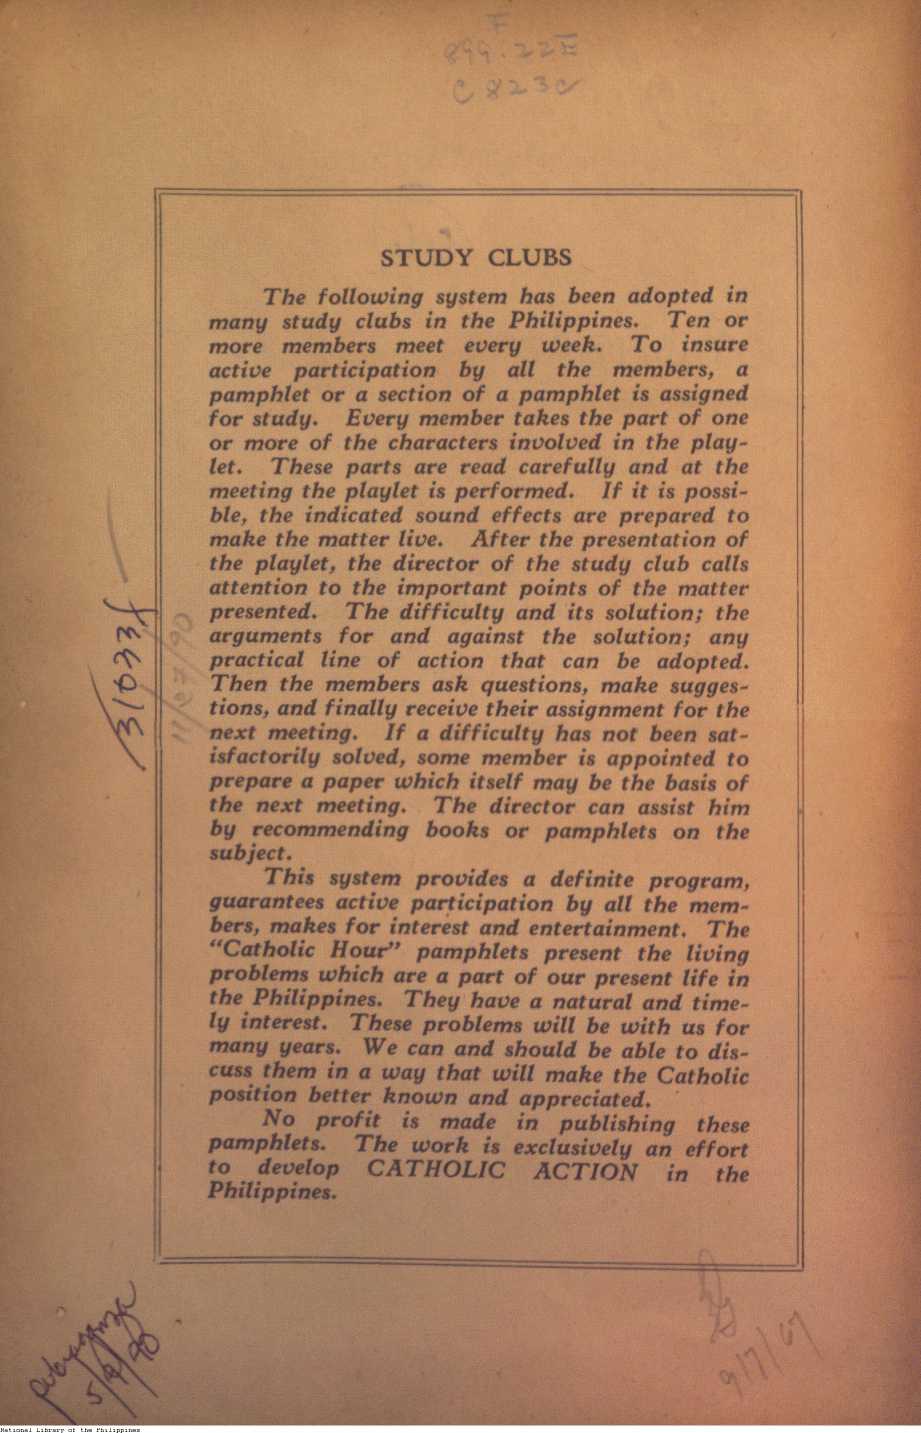 F
899.22
C823c
STUDY CLUBS
The following system has been adopted in
many study clubs in the Philippines. Ten or
more members meet every week. To insure
active participation by all the members, a
pamphlet or a section of a pamphlet is assigned
for study. Every member takes the part of one
or more of the characters involved in the play-
let. These parts are read carefully and at the
meeting the playlet is performed. If it is possi-
ble, the indicated sound effects are prepared to
make the matter live. After the presentation of
the playlet, the director of the study club calls
attention to the important points of the matter
presented. The difficulty and its solution; the
arguments for and against the solution; any
practical line of action that can be adopted.
Then the members ask questions, make sugges-
tions, and finally receive their assignment for the
next meeting. If a difficulty has not been sat-
isfactorily solved, some member is appointed to
prepare a paper which itself may be the basis of
the next meeting. The director can assist him
by recommending books or pamphlets on the
subject.
This system provides a definite program,
guarantees active participation by all the mem-
bers, makes for interest and entertainment. The
“Catholic Hour” pamphlets present the living
problems which are a part of our present life in
the Philippines. They have a natural and time-
ly interest. These problems will be with us for
many years. We can and should be able to dis-
cuss them in a way that will make the Catholic
position better known and appreciated.
No profit is made in publishing these
pamphlets. The work is exclusively an effort
to develop CATHOLIC ACTION in the
Philippines.
9/7/67
National Library of the Philippines